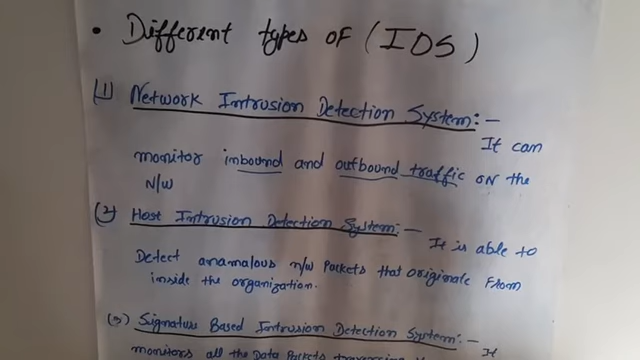 • Different types of (IDS)
(1) Network Intrusion Detection System:-
It can
monitor inbound and outbound traffic on the
N/W
(2) Host Intrusion Detection System:-
It is able to
Detect anamalous n/w Packets that originate From
inside the organization.
(3) Signature Based Intrusion Detection System:- It
monitors all the Data Packets